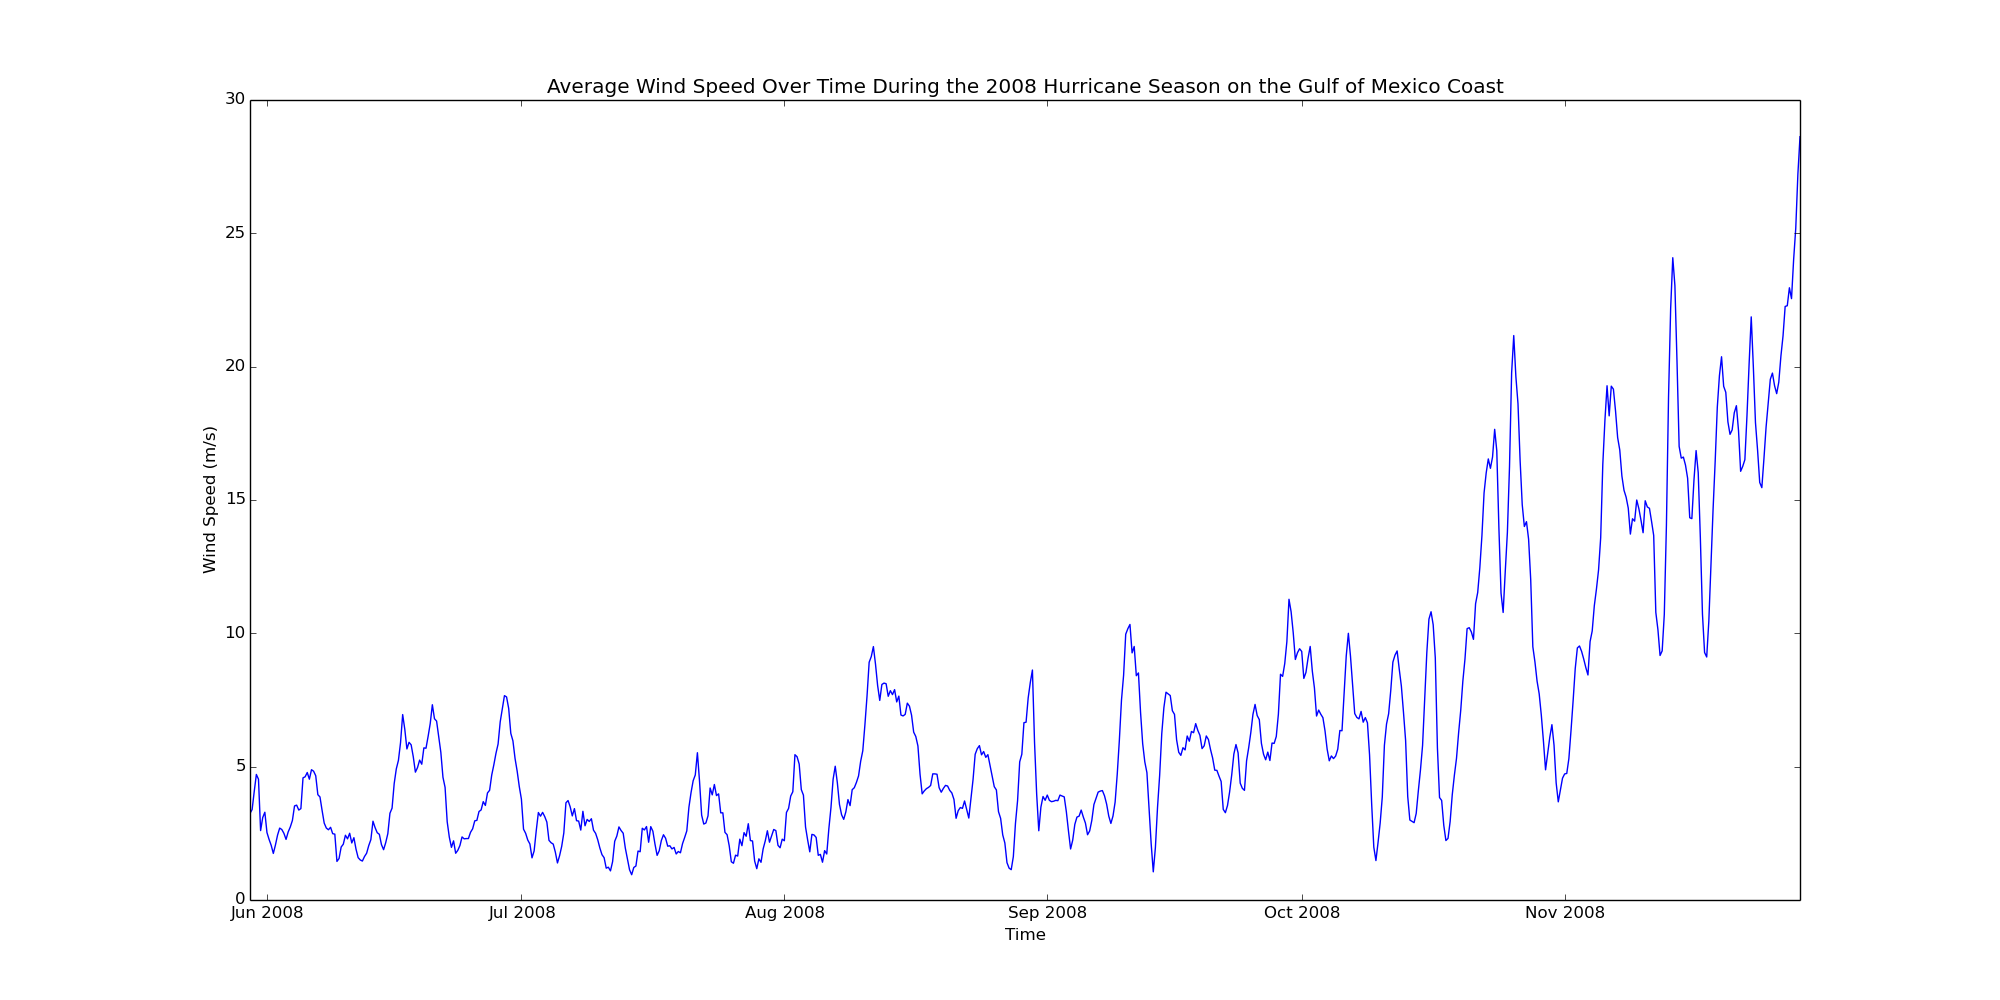 Average Wind Speed Over Time During the 2008 Hurricane Season on the Gulf of Mexico Coast
30
25
20
15
10
5
0
Wind Speed (m/s)
Jun 2008 Jul 2008 Aug 2008 Sep 2008 Oct 2008 Nov 2008
Time